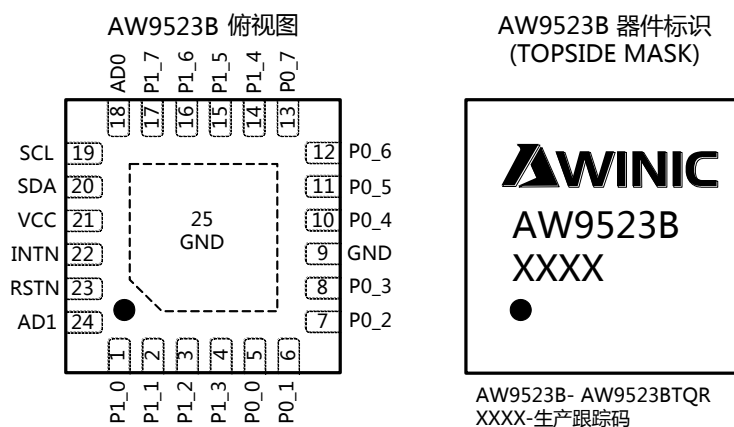 AW9523B 俯视图
AD0
P1_7
P1_6
P1_5
P1_4
P0_7
18
17
16
15
14
13
SCL 19
SDA 20
VCC 21
INTN 22
RSTN 23
AD1 24
25
GND
12 P0_6
11 P0_5
10 P0_4
9 GND
8 P0_3
7 P0_2
1
2
3
4
5
6
P1_0
P1_1
P1_2
P1_3
P0_0
P0_1
AW9523B 器件标识
(TOPSIDE MASK)
AWINIC
AW9523B
XXXX
AW9523B- AW9523BTQR
XXXX-生产跟踪码